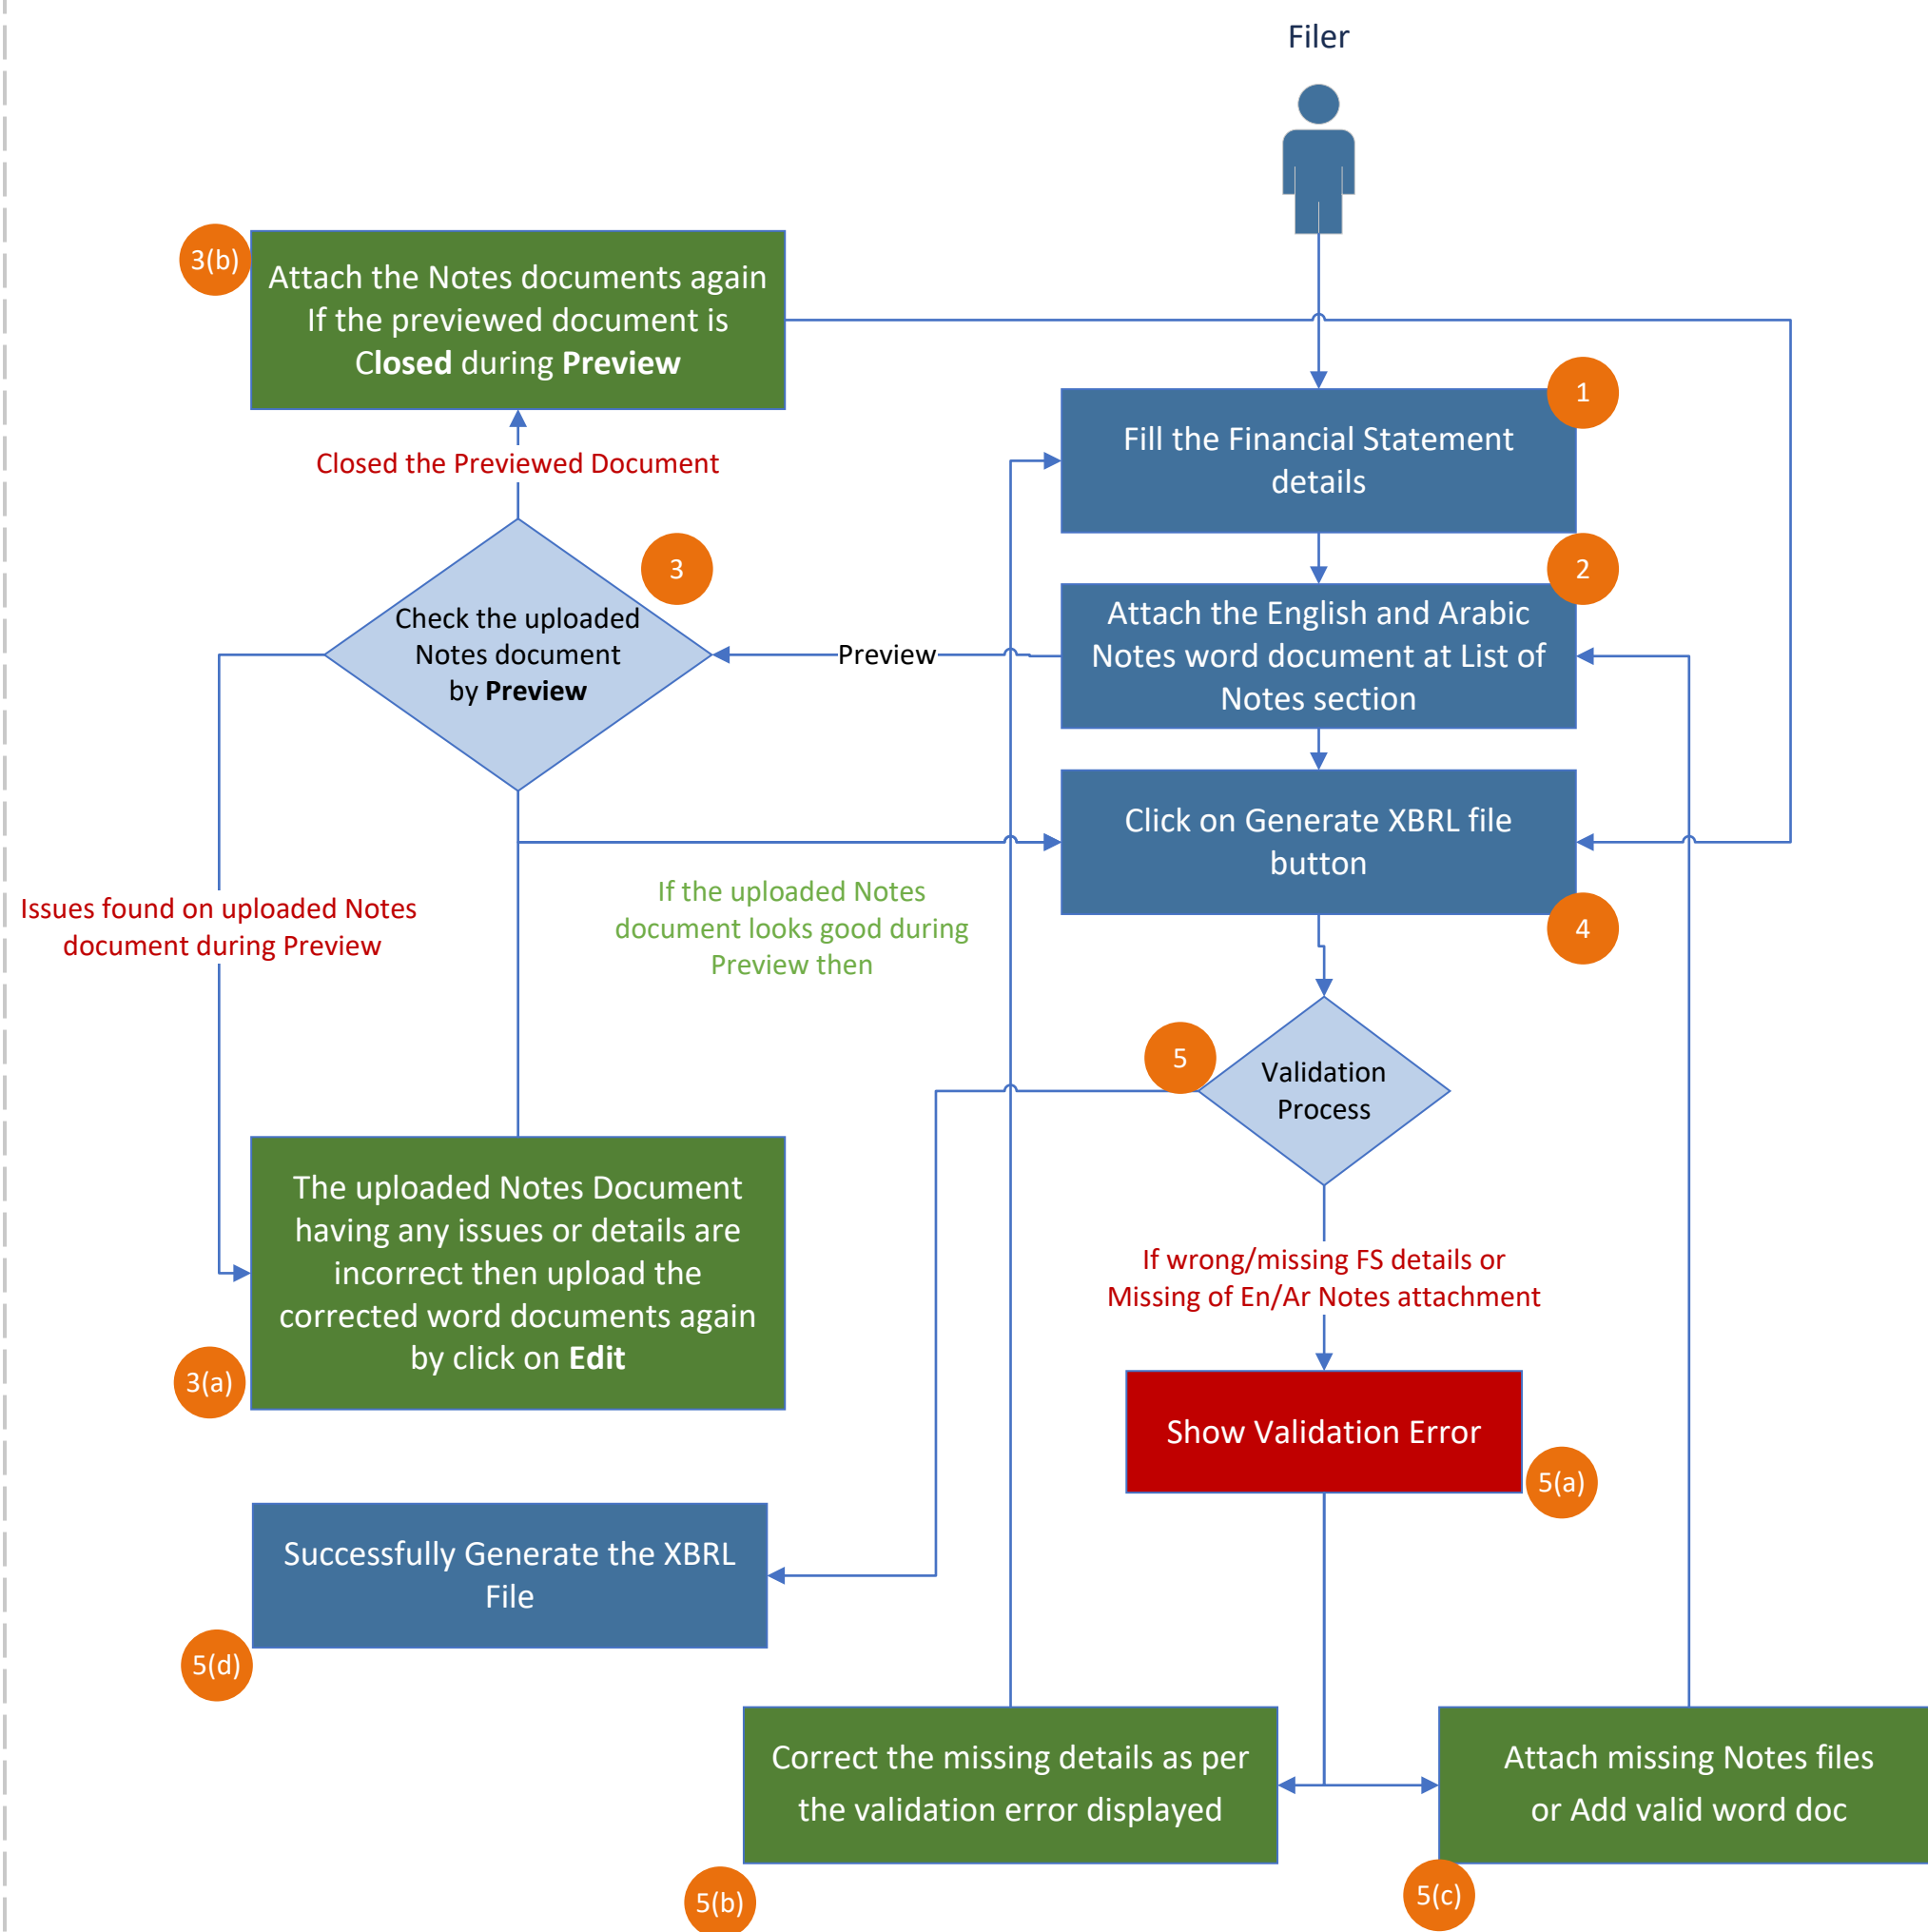 Filer
3(b)
Attach the Notes documents again
If the previewed document is
Closed during Preview
1
Fill the Financial Statement
details
Closed the Previewed Document
3
2
Check the uploaded
Notes document
by Preview
Preview
Attach the English and Arabic
Notes word document at List of
Notes section
Click on Generate XBRL file
button
4
Issues found on uploaded Notes
document during Preview
If the uploaded Notes
document looks good during
Preview then
5
Validation
Process
The uploaded Notes Document
having any issues or details are
incorrect then upload the
corrected word documents again
by click on Edit
3(a)
If wrong/missing FS details or
Missing of En/Ar Notes attachment
Show Validation Error
5(a)
Successfully Generate the XBRL
File
5(d)
Correct the missing details as per
the validation error displayed
5(b)
Attach missing Notes files
or Add valid word doc
5(c)